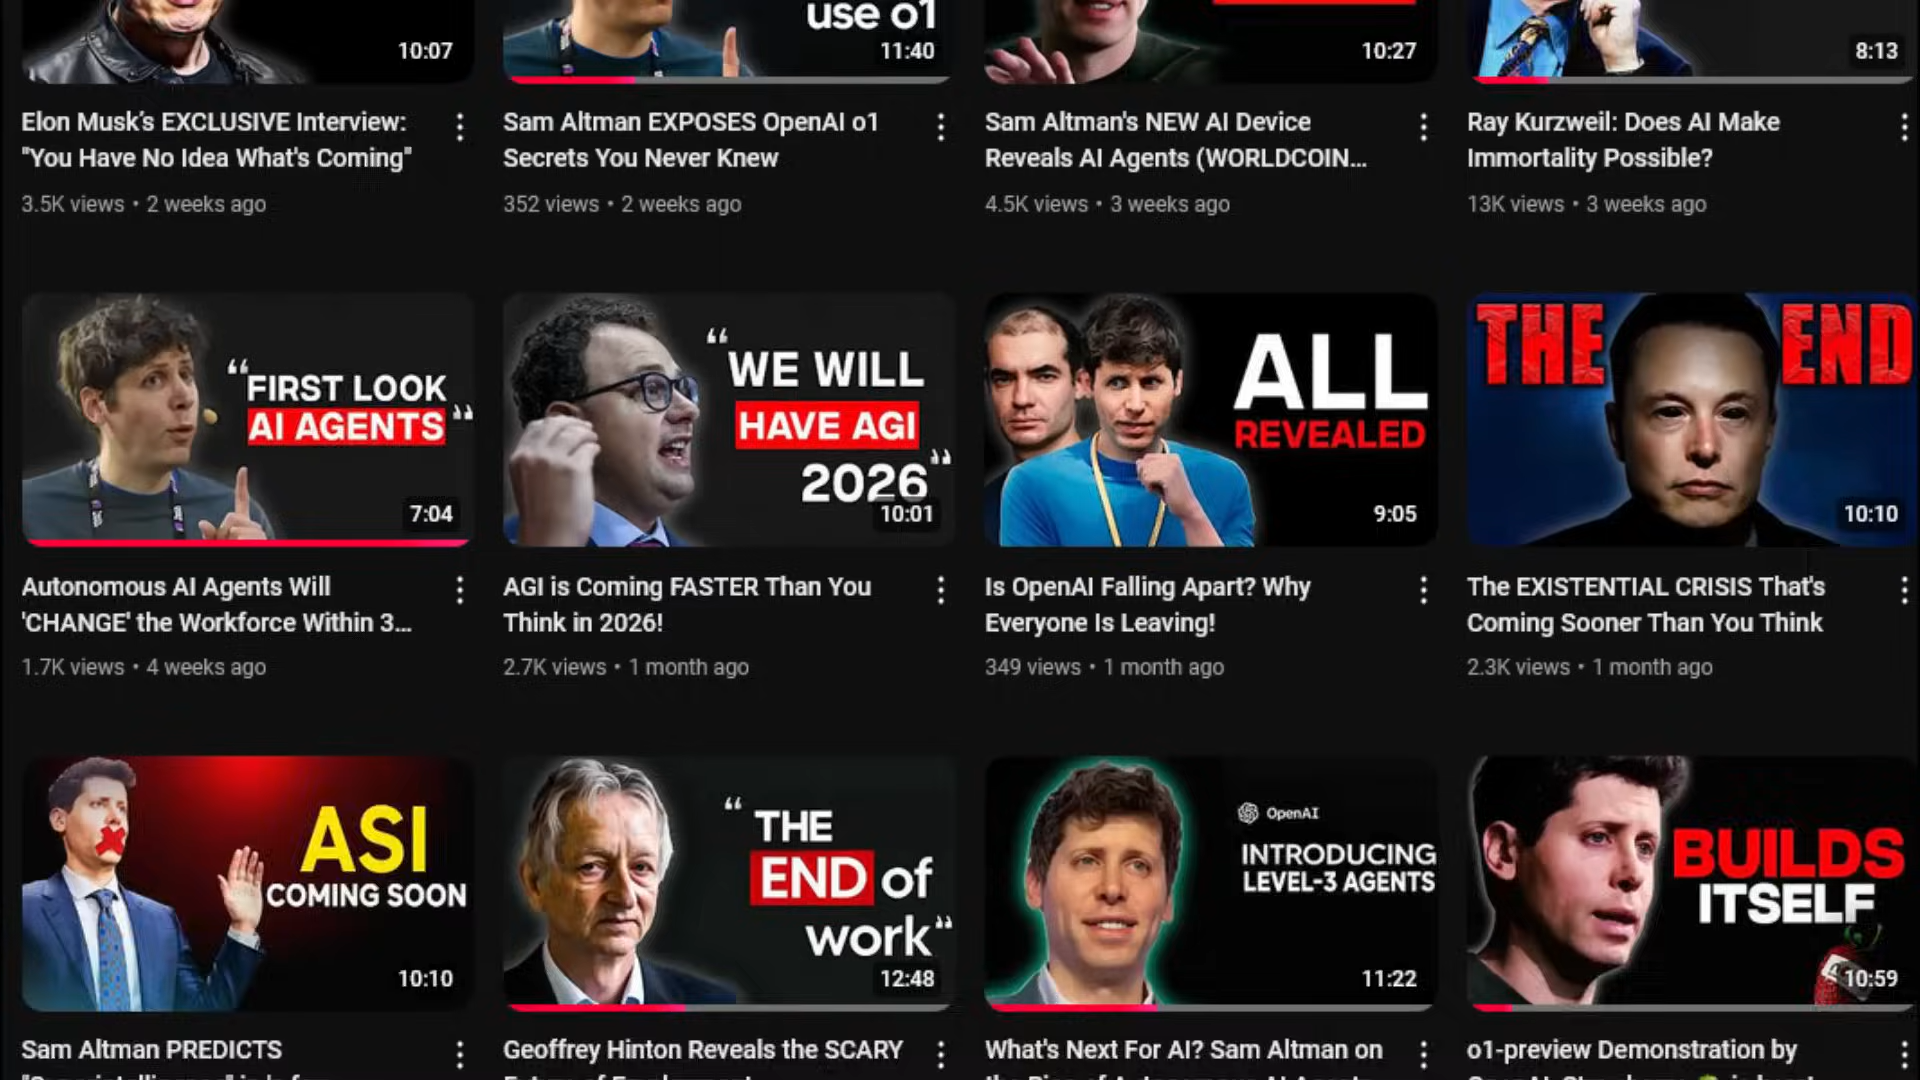 use o1
10:07
11:40
10:27
8:13
Elon Musk's EXCLUSIVE Interview:
"You Have No Idea What's Coming"
3.5K views • 2 weeks ago
Sam Altman EXPOSES OpenAI o1
Secrets You Never Knew
352 views • 2 weeks ago
Sam Altman's NEW AI Device
Reveals AI Agents (WORLDCOIN...
4.5K views • 3 weeks ago
Ray Kurzweil: Does AI Make
Immortality Possible?
13K views • 3 weeks ago
“FIRST LOOK
AI AGENTS”
7:04
“WE WILL
HAVE AGI
2026”
10:01
ALL
REVEALED
9:05
THE END
10:10
Autonomous AI Agents Will
'CHANGE' the Workforce Within 3...
1.7K views • 4 weeks ago
AGI is Coming FASTER Than You
Think in 2026!
2.7K views • 1 month ago
Is OpenAI Falling Apart? Why
Everyone Is Leaving!
349 views • 1 month ago
The EXISTENTIAL CRISIS That's
Coming Sooner Than You Think
2.3K views • 1 month ago
ASI
COMING SOON
10:10
“THE
END of
work”
12:48
OpenAI
INTRODUCING
LEVEL-3 AGENTS
11:22
BUILDS
ITSELF
10:59
Sam Altman PREDICTS
Geoffrey Hinton Reveals the SCARY
What's Next For AI? Sam Altman on
o1-preview Demonstration by